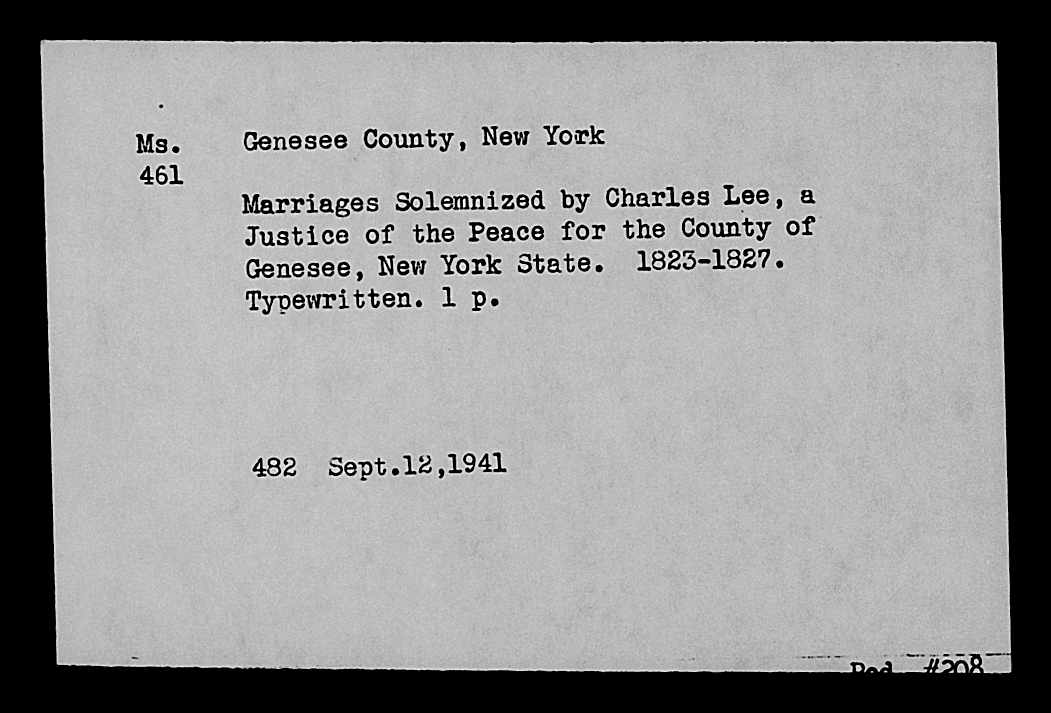 Ms. Genesee County, New York
461
Marriages Solemnized by Charles Lee, a
Justice of the Peace for the County of
Genesee, New York State. 1823-1827.
Typewritten. 1 p.
482 Sept.12,1941
#208